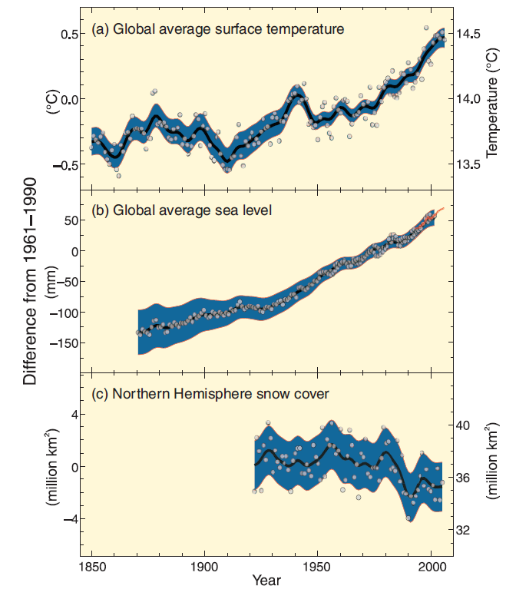 (a) Global average surface temperature
0.5
0.0
−0.5
(°C)
14.5
14.0
13.5
Temperature (°C)
Difference from 1961–1990
(b) Global average sea level
50
0
−50
−100
−150
(mm)
(c) Northern Hemisphere snow cover
4
0
−4
(million km²)
40
36
36
32
(million km²)
1850
1900
1950
2000
Year